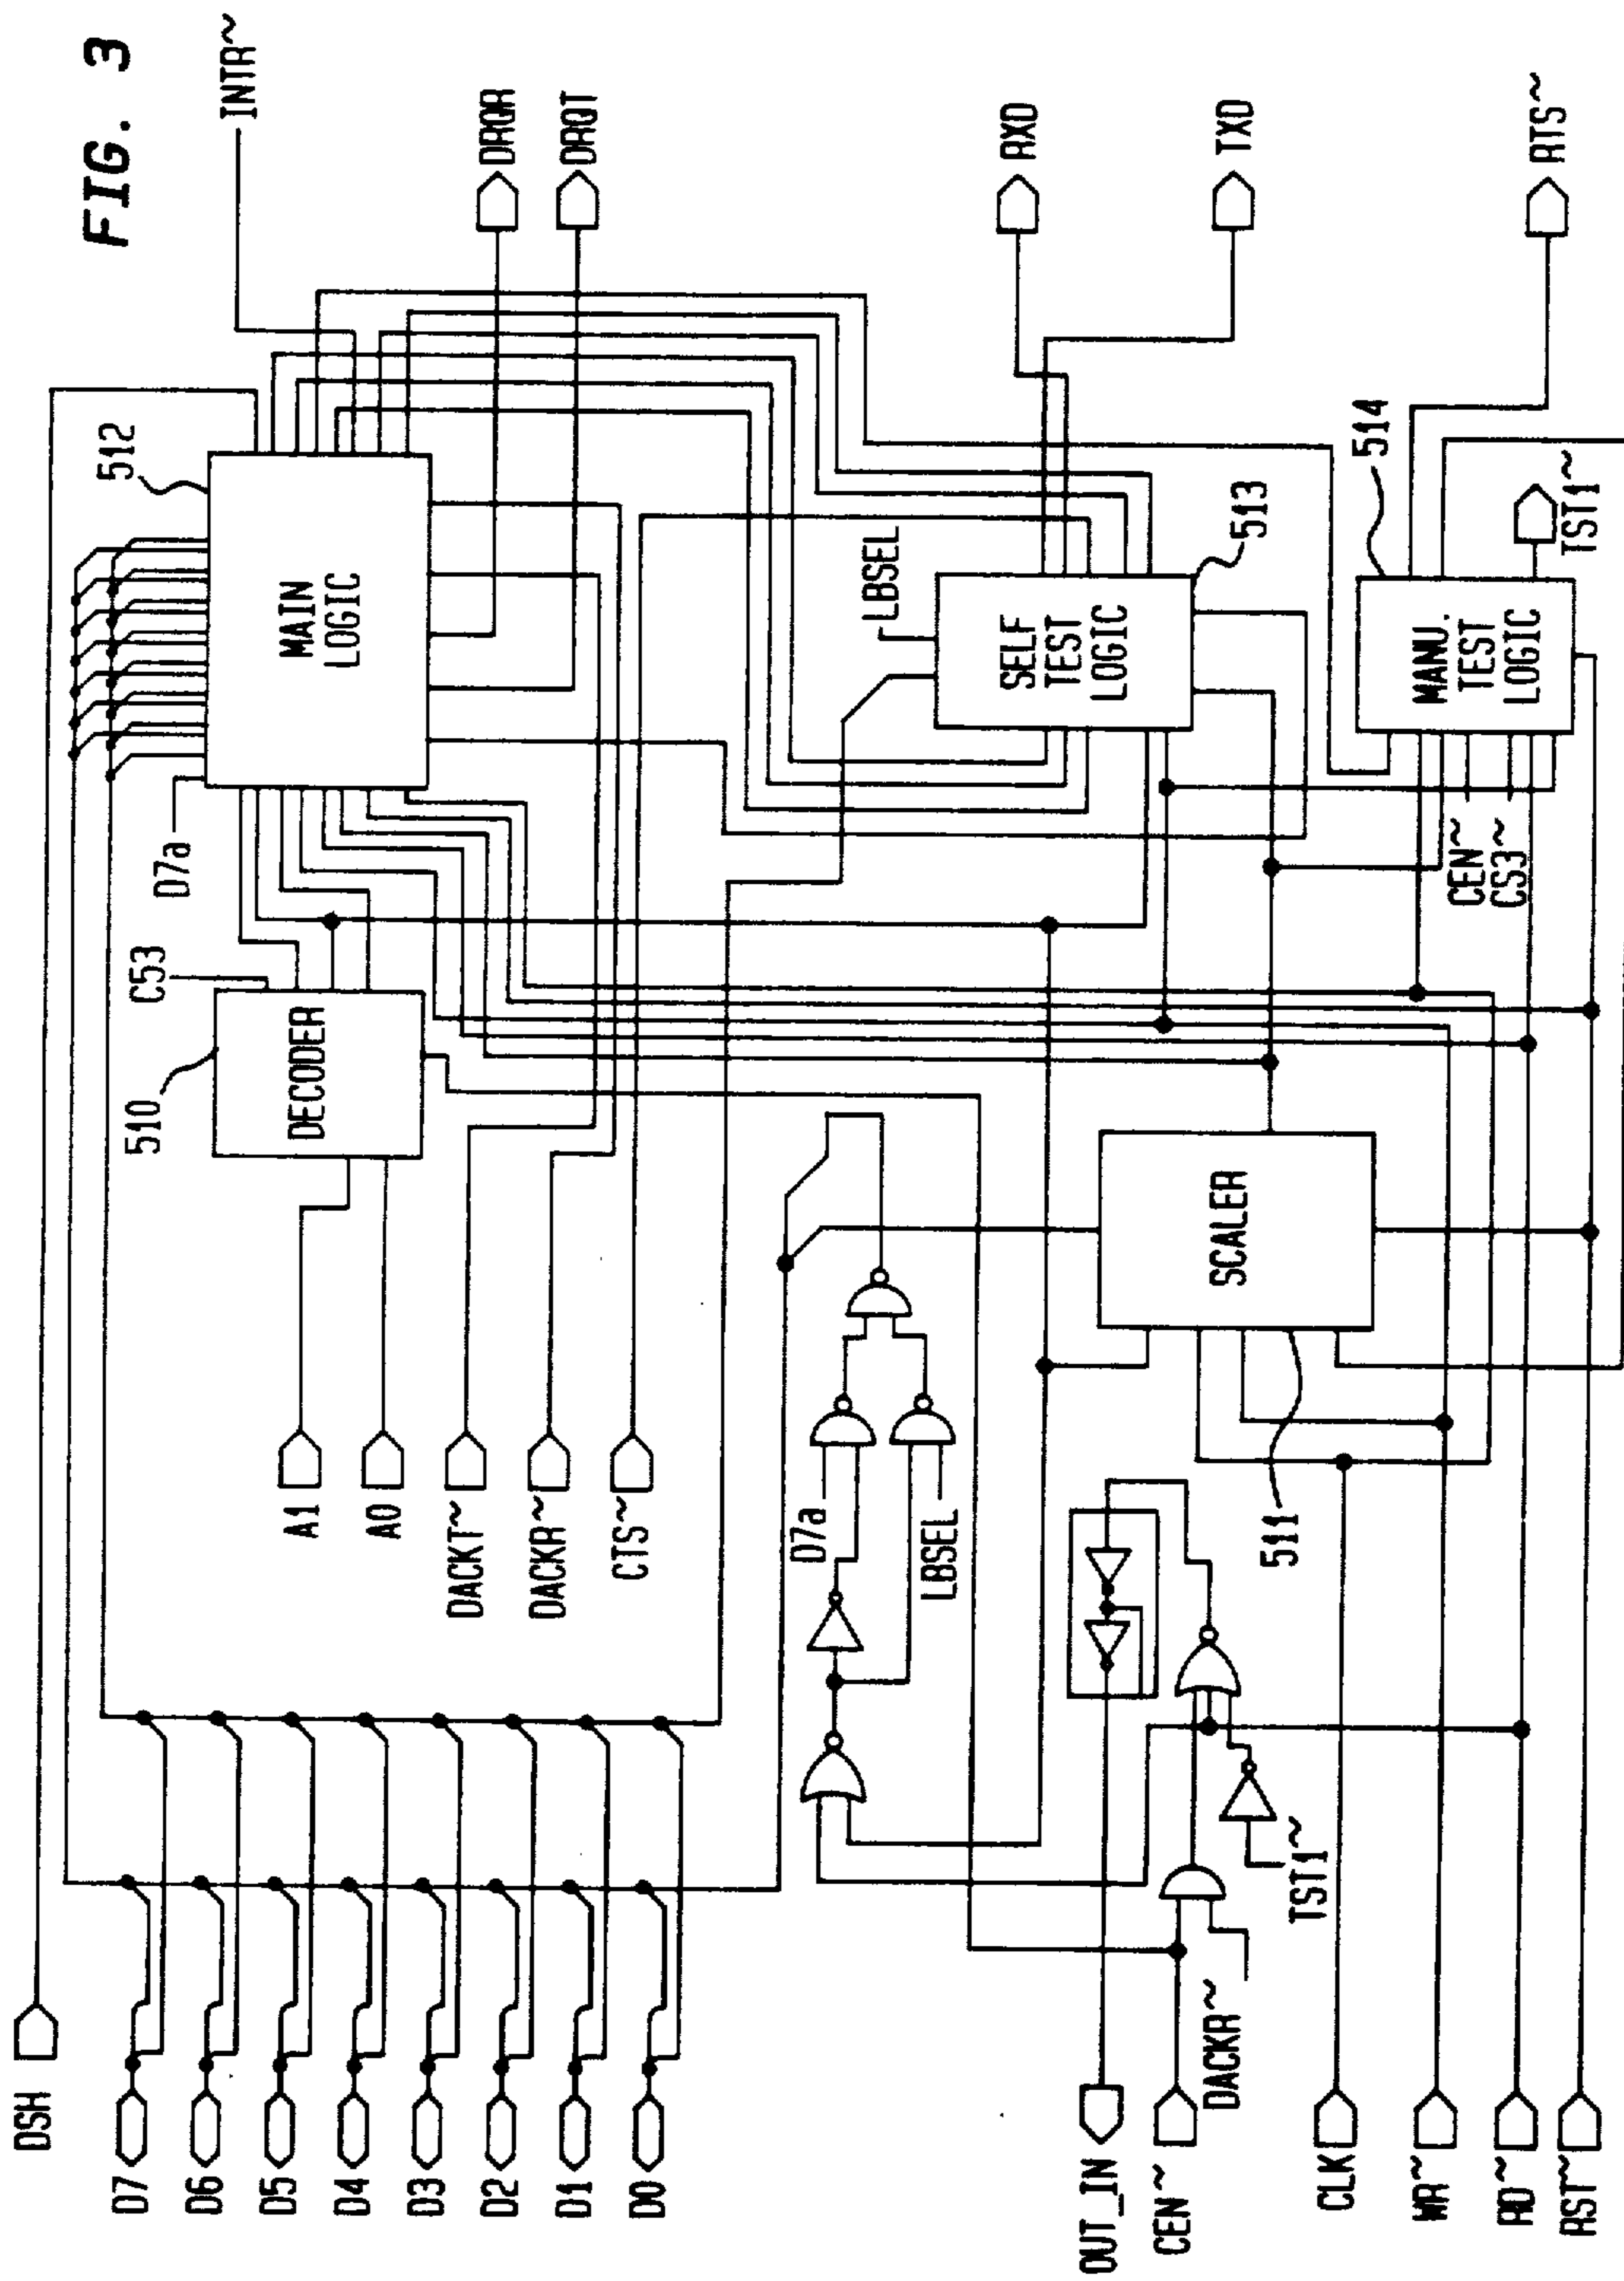 FIG. 3
INTR~
DRQR
DRQT
RXD
TXD
RTS~
512
MAIN
LOGIC
D7a
C53
510
DECODER
LBSEL
513
SELF
TEST
LOGIC
514
MANU.
TEST
LOGIC
TST1~
CEN~
CS3~
SCALER
511
A1
A0
DACKT~
DACKR~
CTS~
D7a
LBSEL
TST1~
DACKR~
DSH
D7
D6
D5
D4
D3
D2
D1
D0
OUT_IN
CEN~
CLK
WR~
RD~
RST~